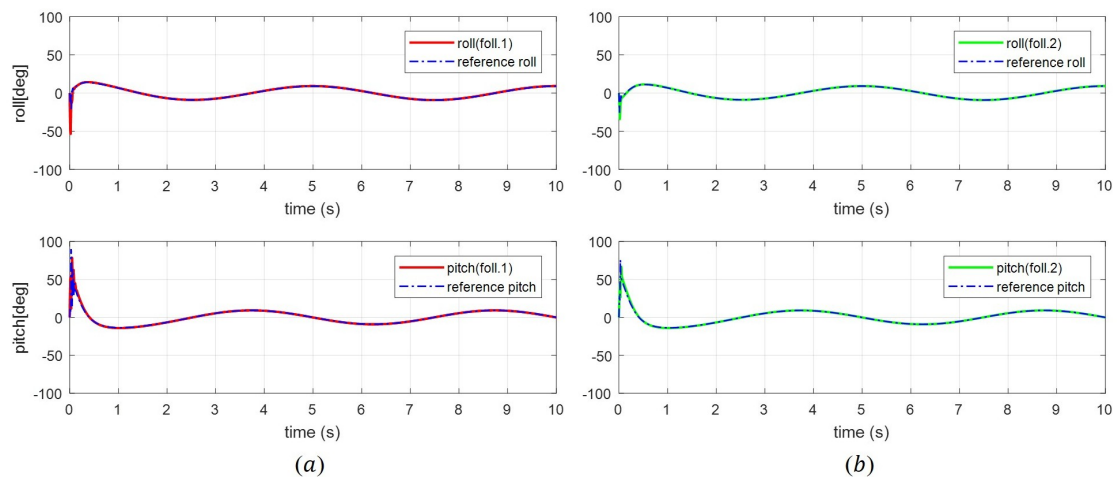 100
50
0
-50
-100
roll[deg]
roll(foll.1)
reference roll
0 1 2 3 4 5 6 7 8 9 10
time (s)
100
50
0
-50
-100
pitch[deg]
pitch(foll.1)
reference pitch
0 1 2 3 4 5 6 7 8 9 10
time (s)
(a)
100
50
0
-50
-100
roll(foll.2)
reference roll
0 1 2 3 4 5 6 7 8 9 10
time (s)
100
50
0
-50
-100
pitch(foll.2)
reference pitch
0 1 2 3 4 5 6 7 8 9 10
time (s)
(b)